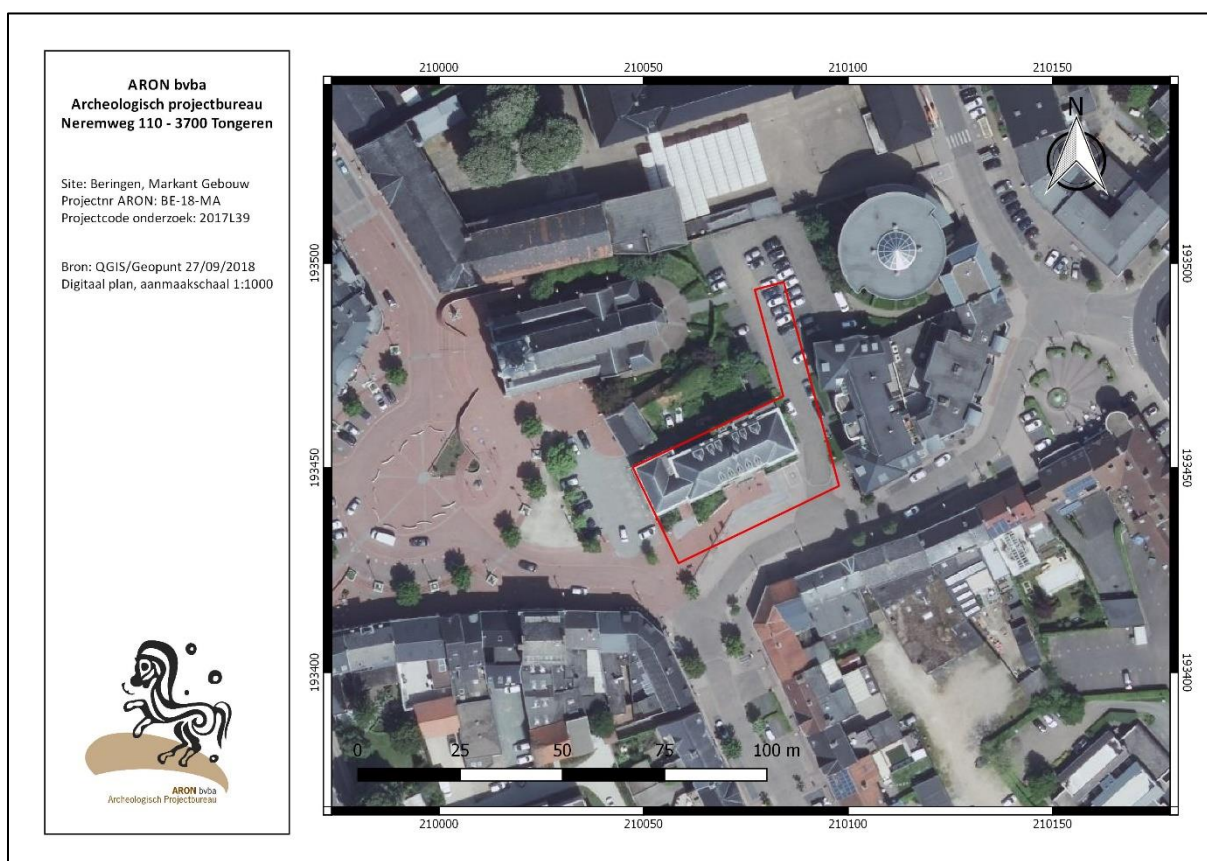 ARON bvba
Archeologisch projectbureau
Neremweg 110 - 3700 Tongeren
Site: Beringen, Markant Gebouw
Projectnr ARON: BE-18-MA
Projectcode onderzoek: 2017L39
Bron: QGIS/Geopunt 27/09/2018
Digitaal plan, aanmaakschaal 1:1000
ARON bvba
Archeologisch Projectbureau
210000 210050 210100 210150
N
193500 193500
193450 193450
193400 193400
0 25 50 75 100 m
210000 210050 210100 210150